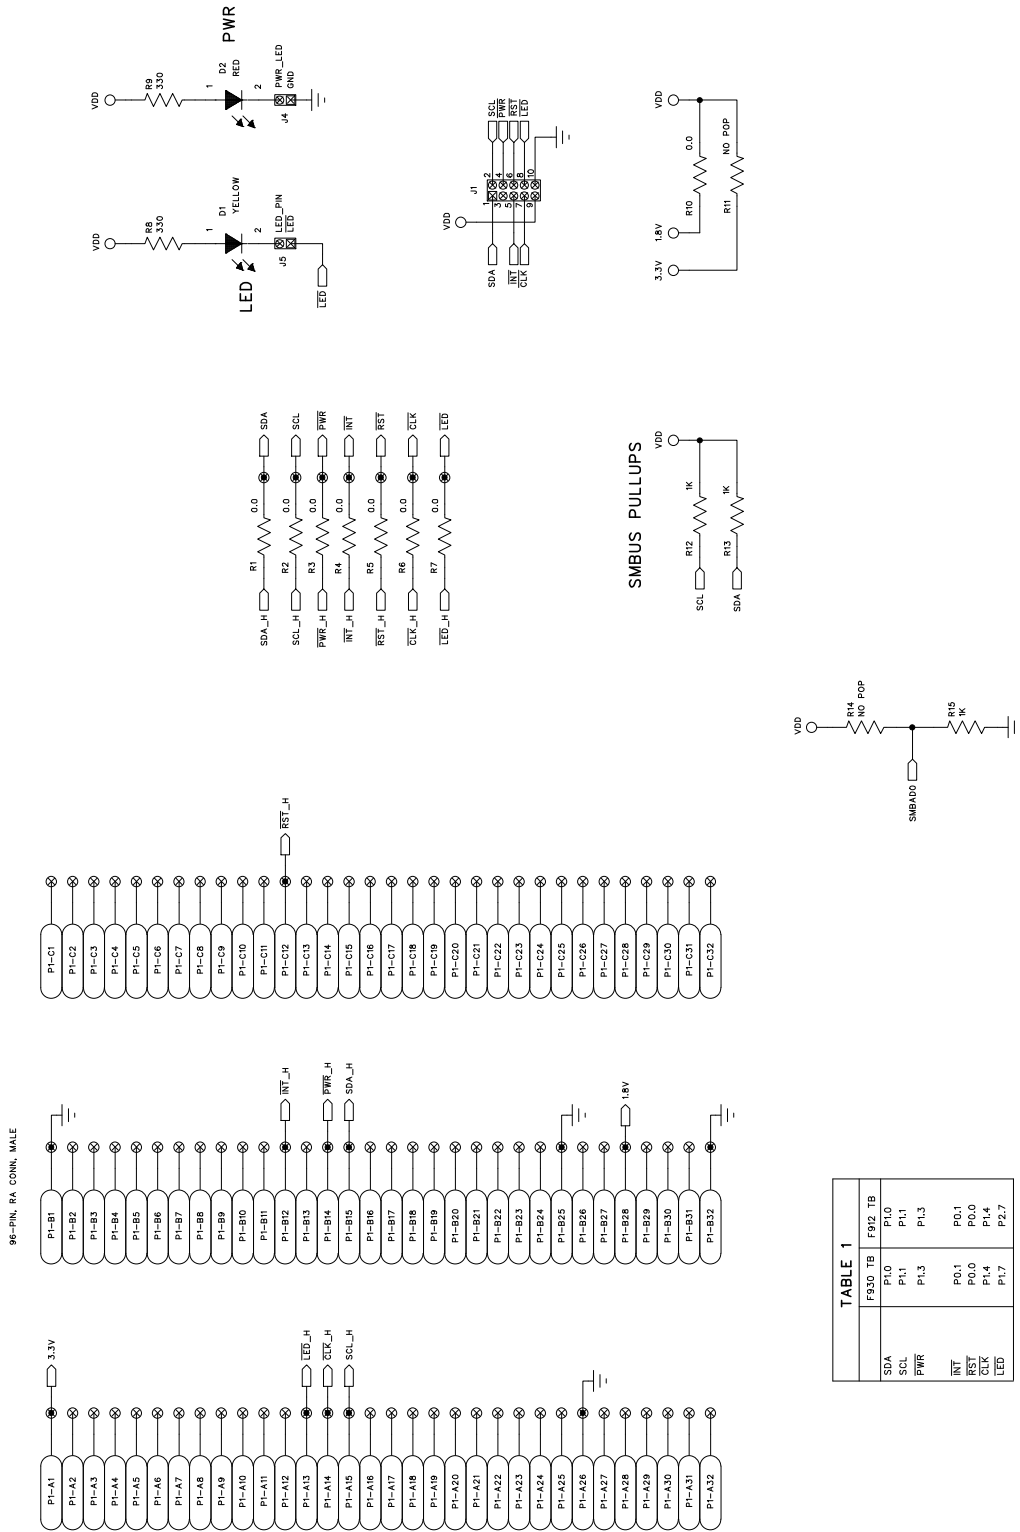 96-PIN, RA CONN, MALE
P1-A1
3.3V
P1-A2
P1-A3
P1-A4
P1-A5
P1-A6
P1-A7
P1-A8
P1-A9
P1-A10
P1-A11
P1-A12
P1-A13
LED_H
P1-A14
CLK_H
P1-A15
SCL_H
P1-A16
P1-A17
P1-A18
P1-A19
P1-A20
P1-A21
P1-A22
P1-A23
P1-A24
P1-A25
P1-A26
P1-A27
P1-A28
P1-A29
P1-A30
P1-A31
P1-A32
P1-B1
P1-B2
P1-B3
P1-B4
P1-B5
P1-B6
P1-B7
P1-B8
P1-B9
P1-B10
P1-B11
P1-B12
INT_H
P1-B13
P1-B14
PWR_H
P1-B15
SDA_H
P1-B16
P1-B17
P1-B18
P1-B19
P1-B20
P1-B21
P1-B22
P1-B23
P1-B24
P1-B25
P1-B26
P1-B27
P1-B28
1.8V
P1-B29
P1-B30
P1-B31
P1-B32
P1-C1
P1-C2
P1-C3
P1-C4
P1-C5
P1-C6
P1-C7
P1-C8
P1-C9
P1-C10
P1-C11
P1-C12
RST_H
P1-C13
P1-C14
P1-C15
P1-C16
P1-C17
P1-C18
P1-C19
P1-C20
P1-C21
P1-C22
P1-C23
P1-C24
P1-C25
P1-C26
P1-C27
P1-C28
P1-C29
P1-C30
P1-C31
P1-C32
SDA_H R1 0.0 SDA
SCL_H R2 0.0 SCL
PWR_H R3 0.0 PWR
INT_H R4 0.0 INT
RST_H R5 0.0 RST
CLK_H R6 0.0 CLK
LED_H R7 0.0 LED
VDD
R8
330
1
D1
YELLOW
LED
2
LED_PIN
LED
J5
LED
VDD
R9
330
1
D2
RED
PWR
2
PWR_LED
GND
J4
VDD
J1
SDA 1 2 SCL
3 4 PWR
INT 5 6 RST
CLK 7 8 LED
9 10
SMBUS PULLUPS
VDD
SCL R12 1K
SDA R13 1K
3.3V
1.8V
VDD
R10 0.0
R11 NO POP
VDD
R14
NO POP
SMBAD0
R15
1K
TABLE 1
F930 TB F912 TB
SDA P1.0 P1.0
SCL P1.1 P1.1
PWR P1.3 P1.3
INT P0.1 P0.1
RST P0.0 P0.0
CLK P1.4 P1.4
LED P1.7 P2.7